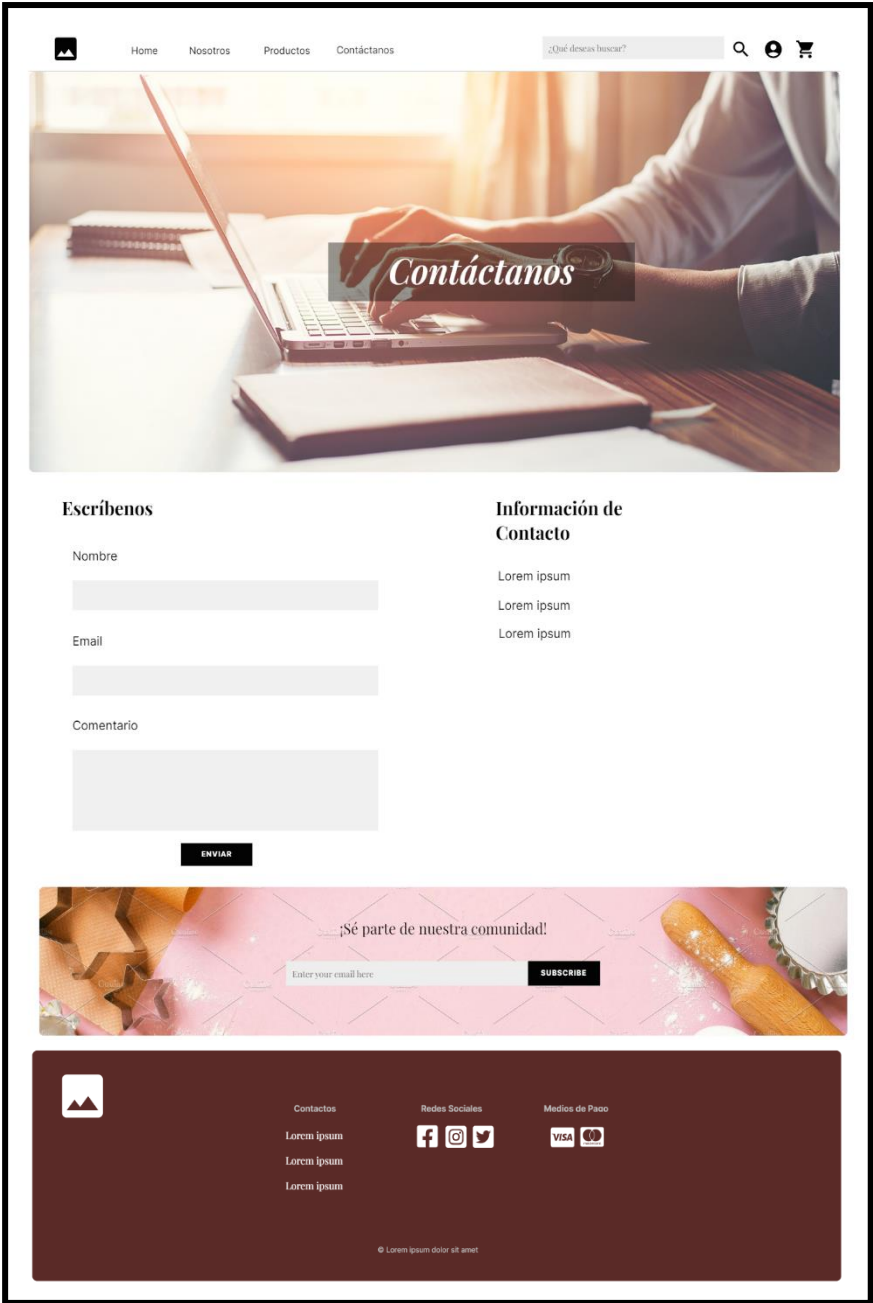 Home Nosotros Productos Contáctanos ¿Qué deseas buscar?
Contáctanos
Escríbenos
Nombre
Email
Comentario
ENVIAR
Información de
Contacto
Lorem ipsum
Lorem ipsum
Lorem ipsum
¡Sé parte de nuestra comunidad!
Enter your email here SUBSCRIBE
Contactos
Lorem ipsum
Lorem ipsum
Lorem ipsum
Redes Sociales
Medios de Pago
VISA
© Lorem ipsum dolor sit amet